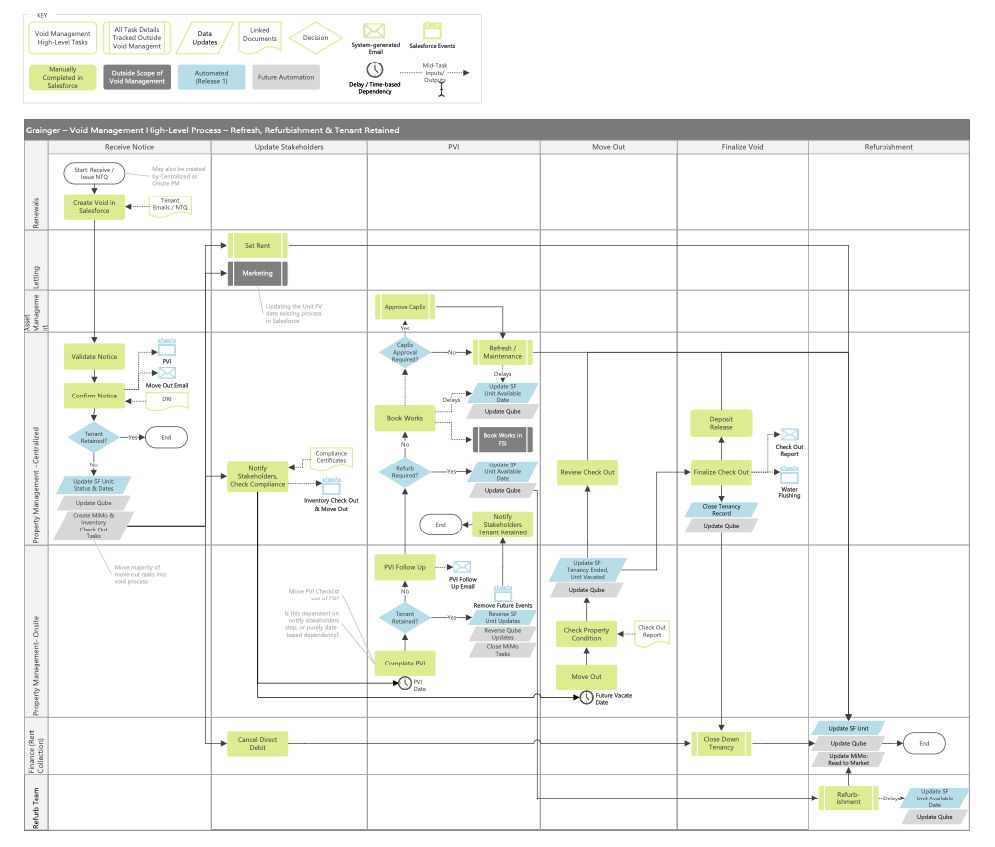 KEY
Void Management
High-Level Tasks
All Task Details
Tracked Outside
Void Managemt
Data
Updates
Linked
Documents
Decision
System-generated
Email
Salesforce Events
Manually
Completed in
Salesforce
Outside Scope of
Void Management
Automated
(Release 1)
Future Automation
Delay / Time-based
Dependency
Mid-Task
Inputs/
Outputs
Grainger – Void Management High-Level Process – Refresh, Refurbishment & Tenant Retained
Receive Notice
Update Stakeholders
PVI
Move Out
Finalize Void
Refurbishment
Renewals
Start: Receive /
Issue NTQ
May also be created
by Centralized or
Onsite PM
Create Void in
Salesforce
Tenant
Emails / NTQ
Letting
Set Rent
Marketing
Asset
Manageme
nt
Updating the Unit FV
date existing process
in Salesforce
Approve CapEx
Yes
Property Management - Centralized
Validate Notice
PVI
Move Out Email
Confirm Notice
DRI
Tenant
Retained?
Yes
End
No
Update SF Unit:
Status & Dates
Update Qube
Create MiMo &
Inventory
Check Out
Tasks
Notify
Stakeholders,
Check Compliance
Compliance
Certificates
Inventory Check Out
& Move Out
CapEx
Approval
Required?
No
Refresh /
Maintenance
Delays
Update SF
Unit Available
Date
Update Qube
Delays
Book Works
Book Works in
FSI
No
Refurb
Required?
Yes
Update SF
Unit Available
Date
Update Qube
End
Notify
Stakeholders
Tenant Retained
Review Check Out
Deposit
Release
Finalize Check Out
Check Out
Report
Water
Flushing
Close Tenancy
Record
Update Qube
Property Management- Onsite
Move majority of
move out tasks into
void process
PVI Follow Up
PVI Follow
Up Email
No
Move PVI Checklist
out of FSI?
Is this dependent on
notify stakeholders
step, or purely date-
based dependency?
Tenant
Retained?
Yes
Remove Future Events
Reverse SF
Unit Updates
Reverse Qube
Updates
Close MiMo
Tasks
Complete PVI
PVI
Date
Update SF:
Tenancy Ended,
Unit Vacated
Update Qube
Check Property
Condition
Check Out
Report
Move Out
Future Vacate
Date
Finance (Rent
Collection)
Cancel Direct
Debit
Close Down
Tenancy
Update SF Unit
Update Qube
Update MiMo:
Read to Market
End
Refurb Team
Refurb-
ishment
Delays
Update SF
Unit Available
Date
Update Qube